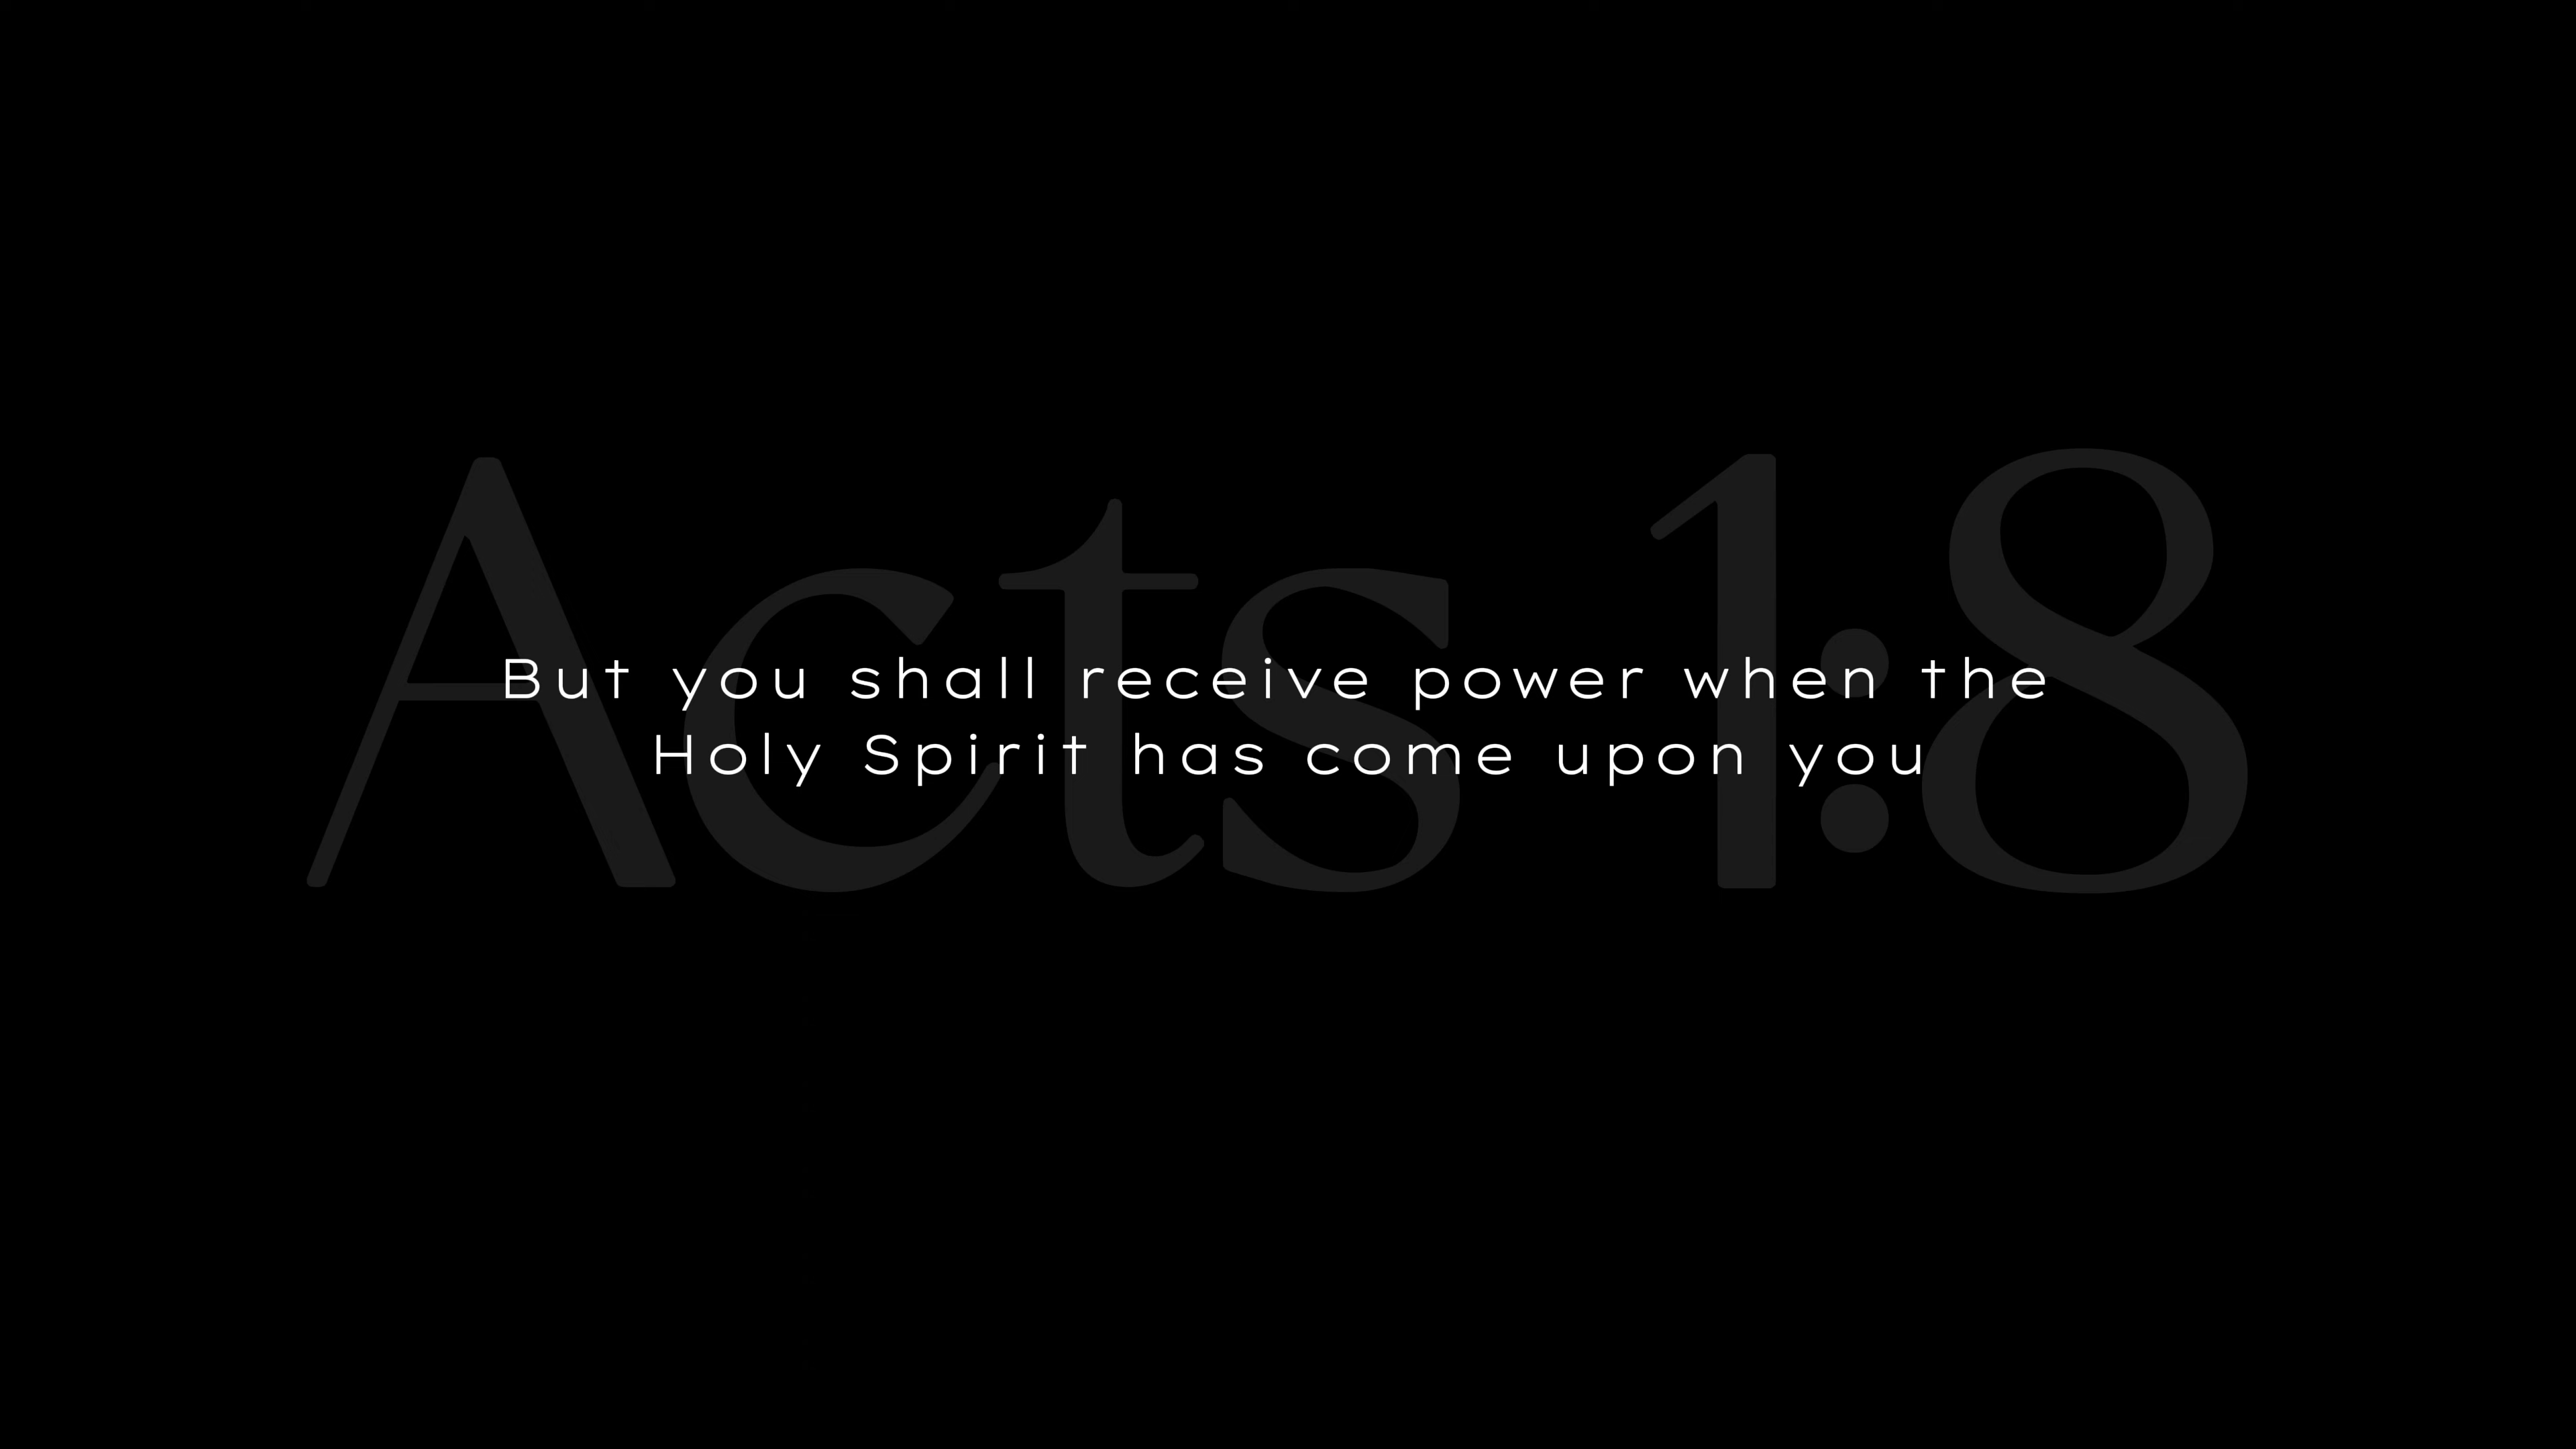 Acts 1:8
But you shall receive power when the
Holy Spirit has come upon you